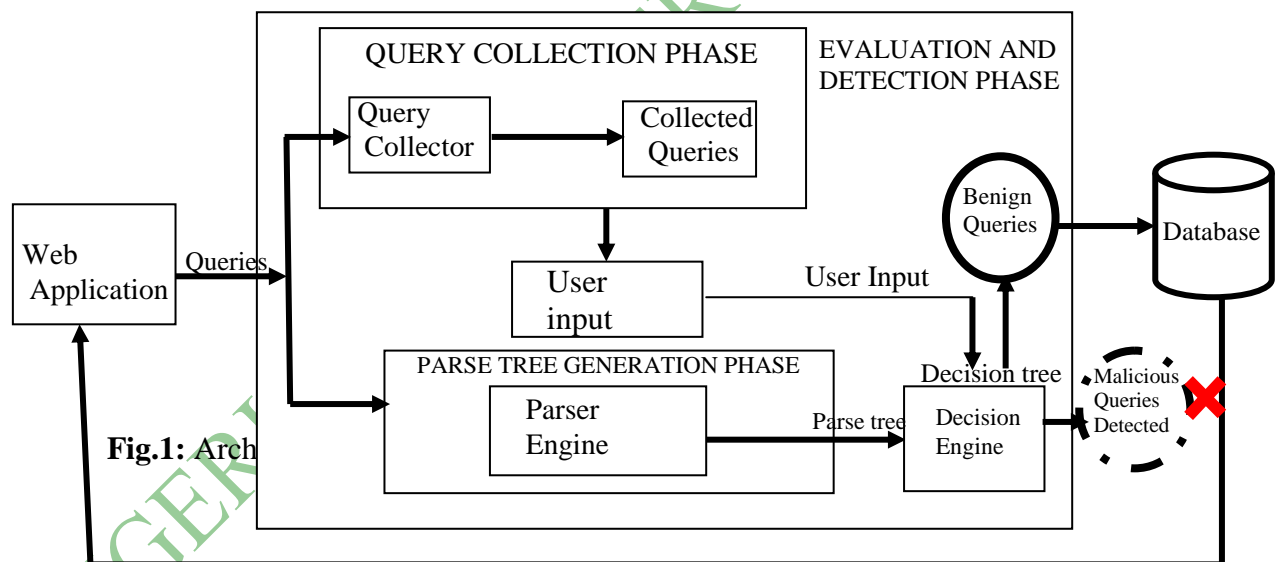 QUERY COLLECTION PHASE
EVALUATION AND
DETECTION PHASE
Query
Collector
Collected
Queries
Web
Application
Queries
Benign
Queries
Database
User
input
User Input
PARSE TREE GENERATION PHASE
Parser
Engine
Parse tree
Decision tree
Decision
Engine
Malicious
Queries
Detected
Fig.1: Arch